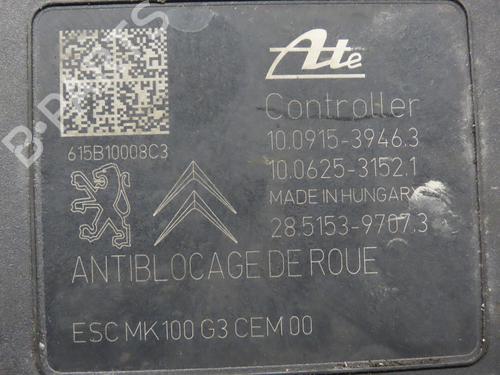 Ate
Controller
615B10008C3
10.0915-3946.3
10.0625-3152.1
MADE IN HUNGARY
28.5153-9707.3
ANTIBLOCAGE DE ROUE
ESC MK100 G3 CEM 00
B-PARTS